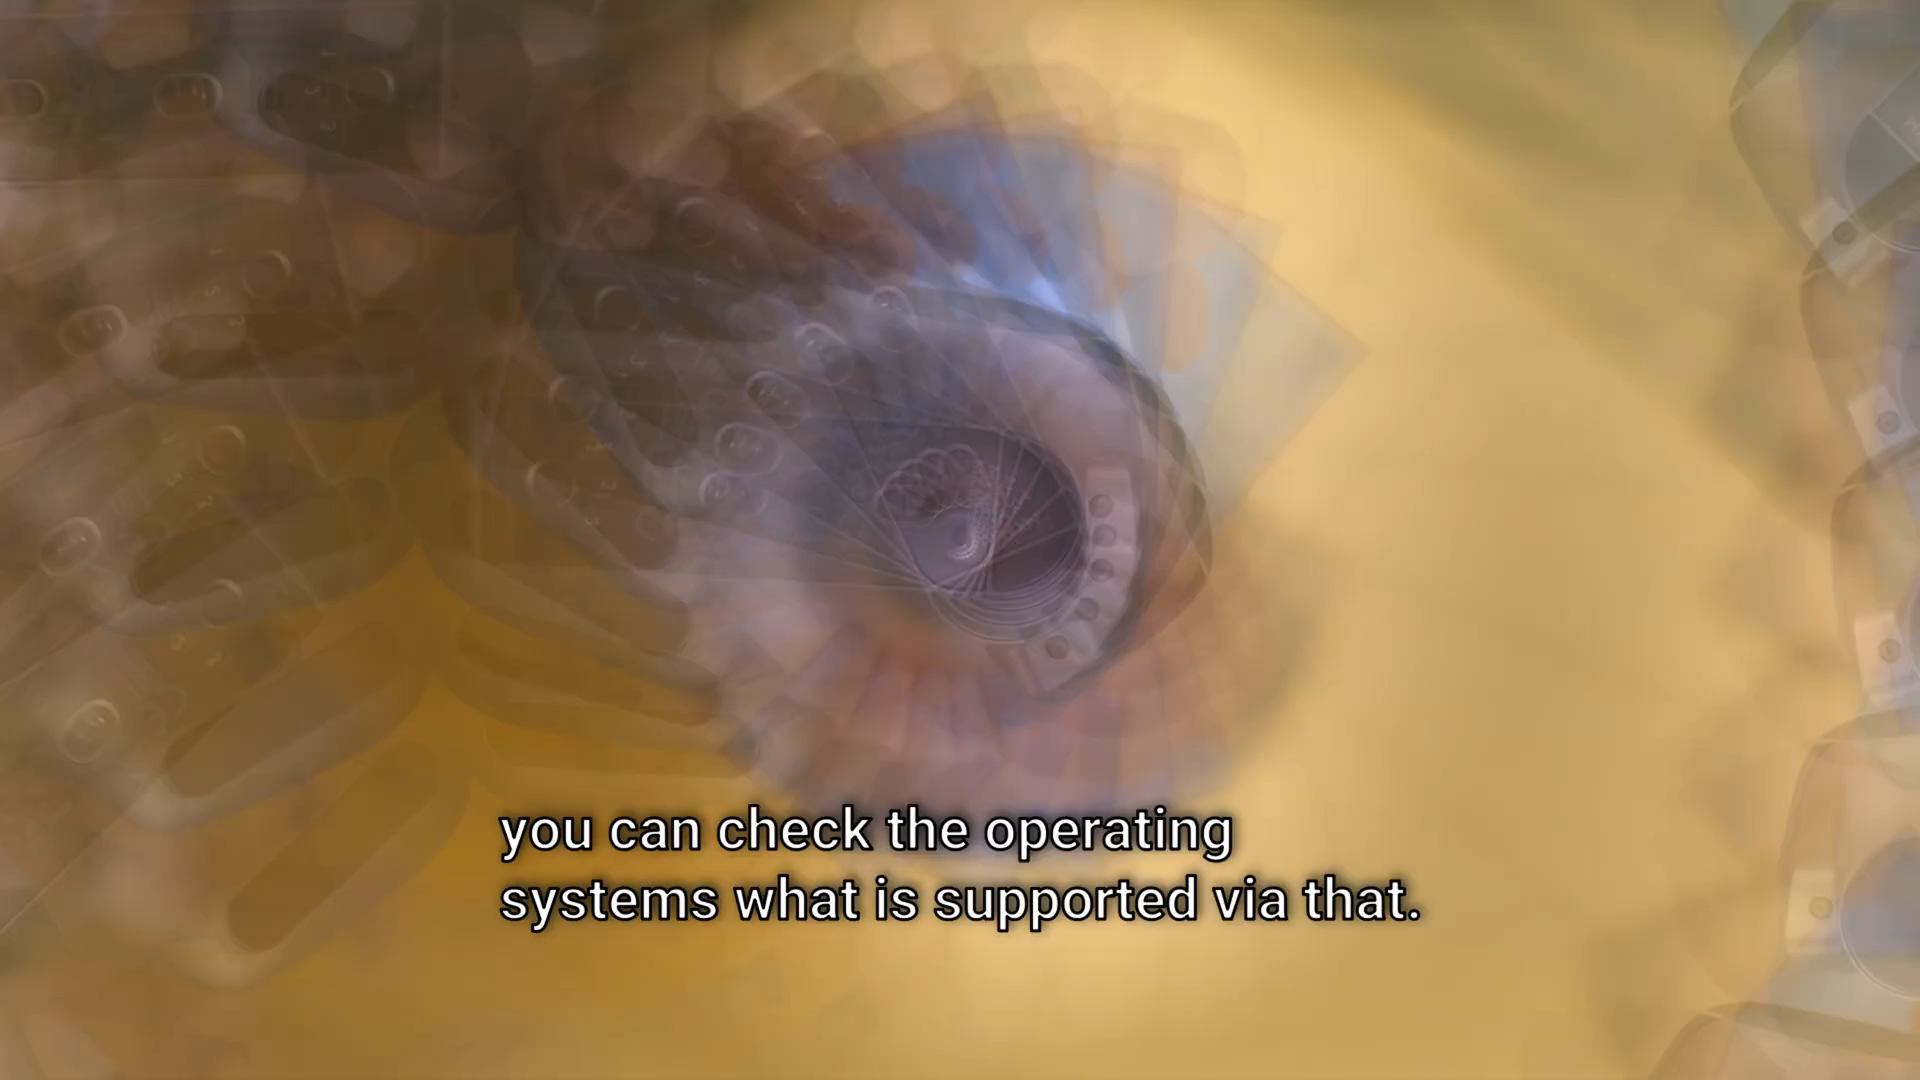 you can check the operating
systems what is supported via that.